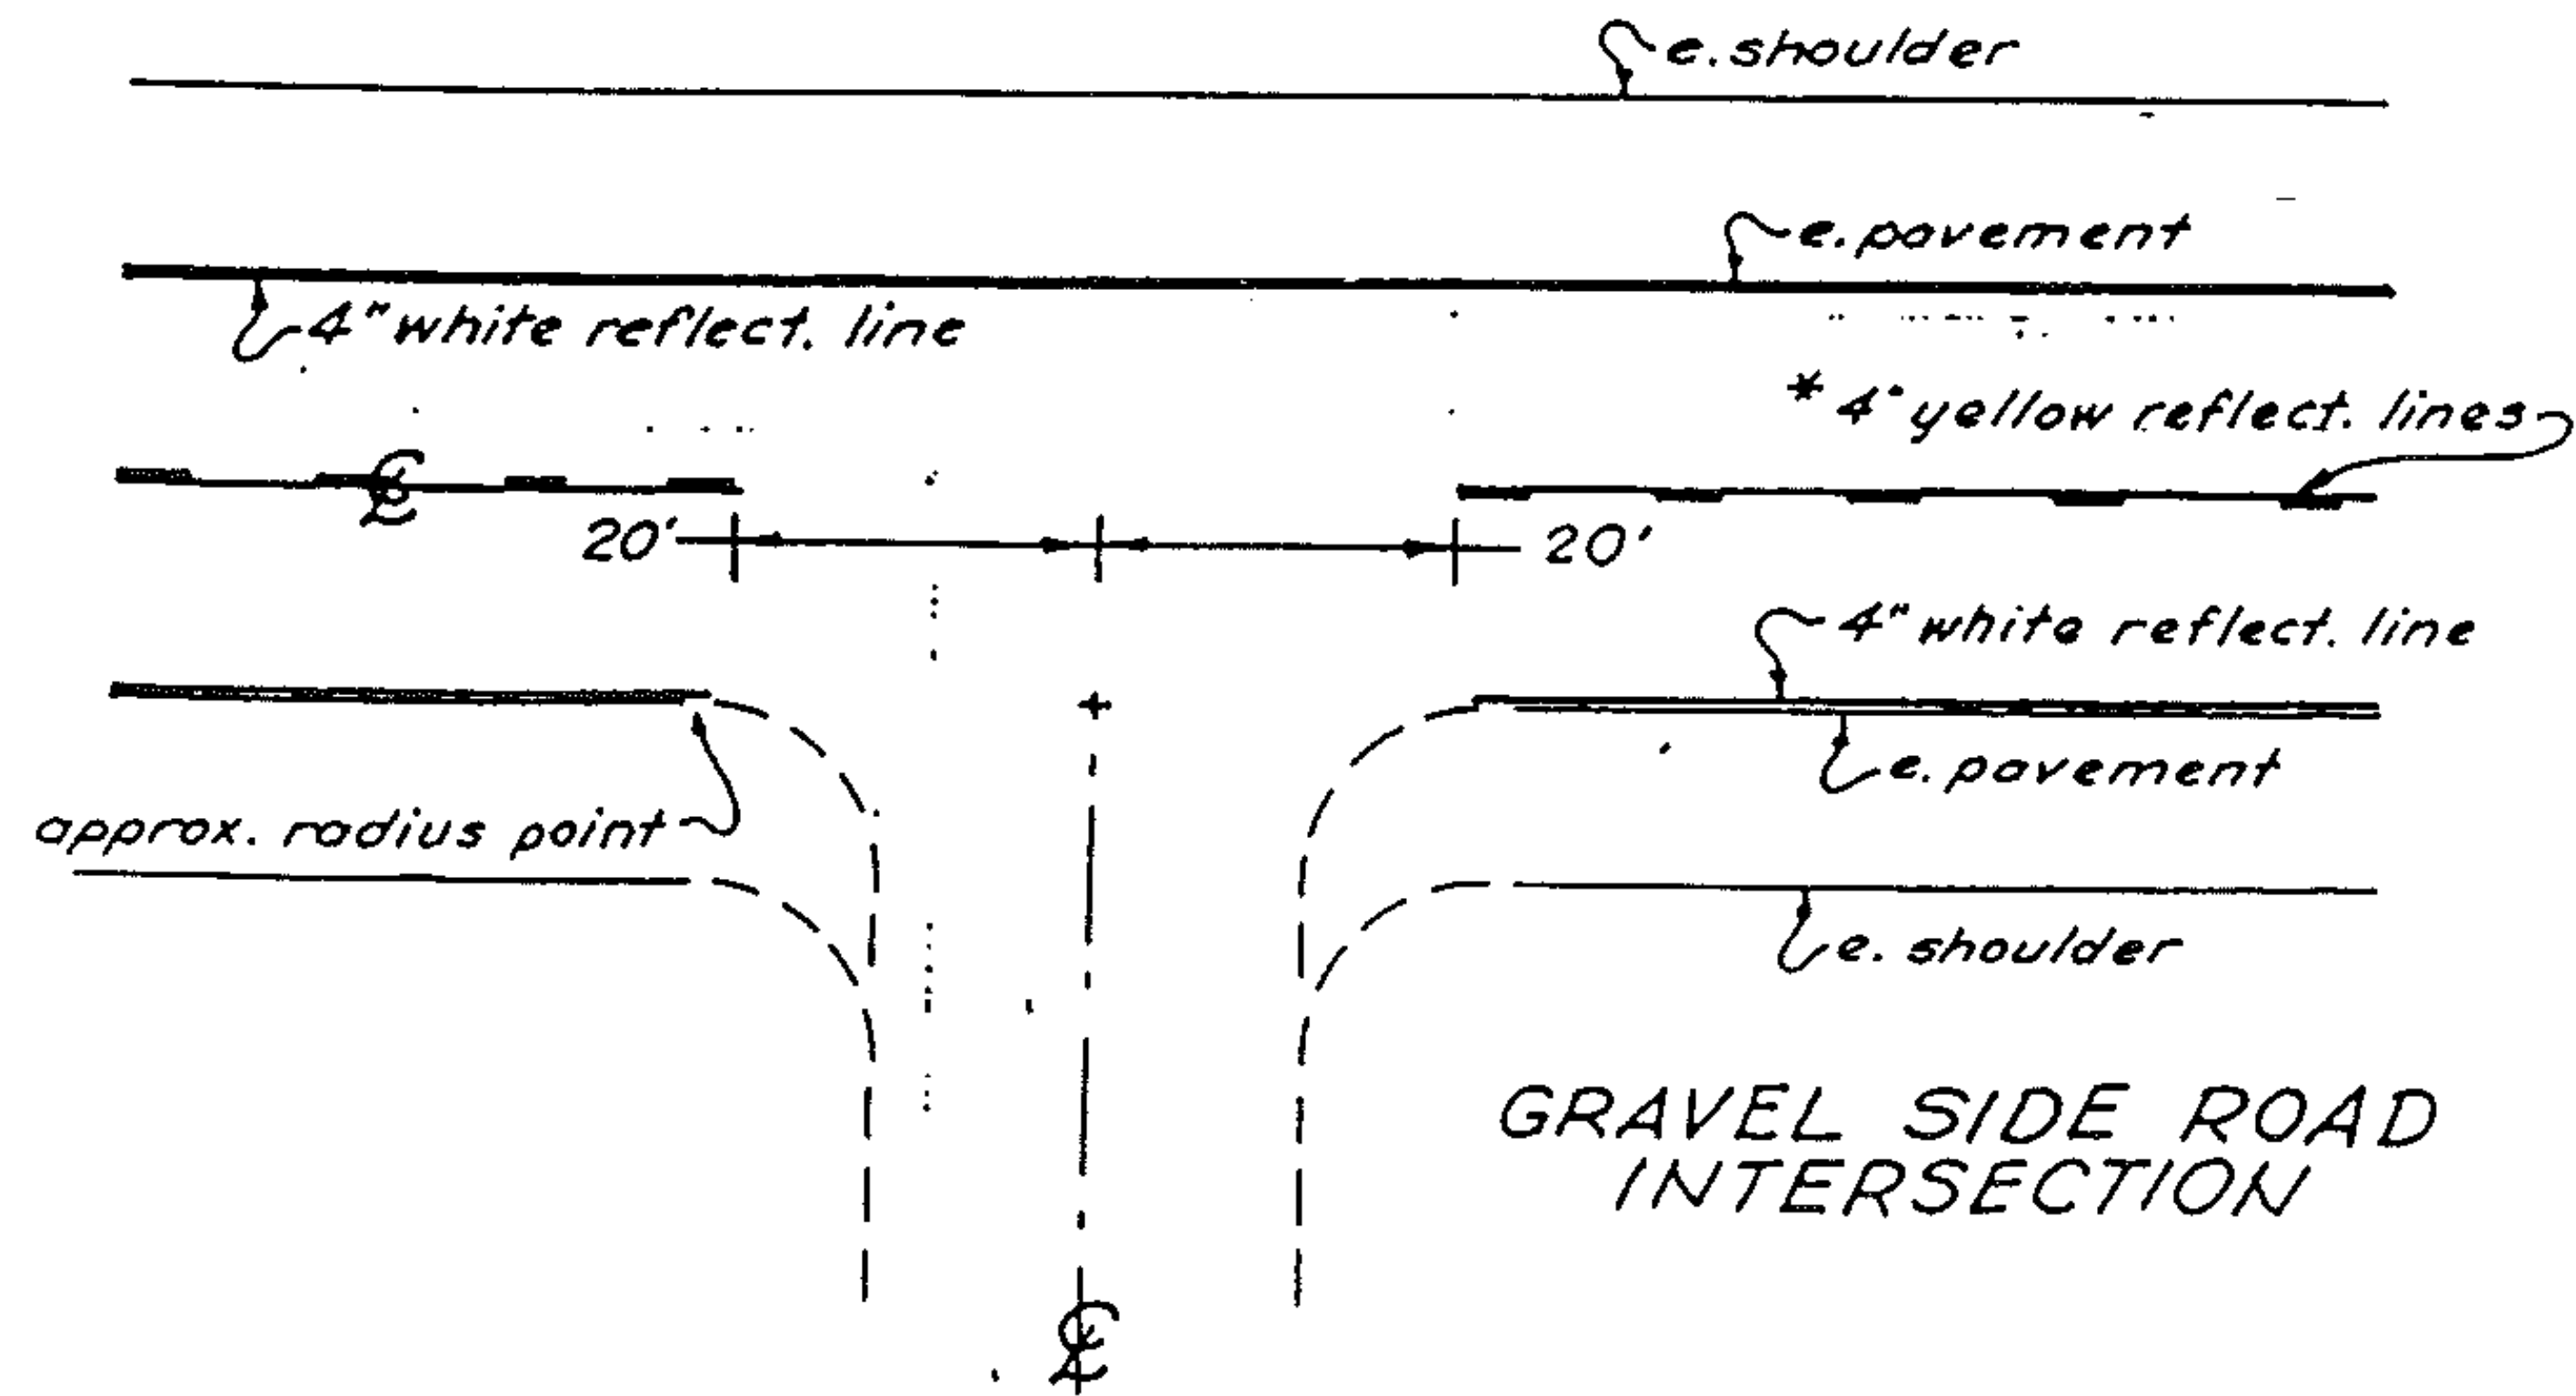 e. shoulder
e. pavement
4" white reflect. line
* 4" yellow reflect. lines
℄
20'
20'
4" white reflect. line
e. pavement
approx. radius point
e. shoulder
GRAVEL SIDE ROAD
INTERSECTION
℄